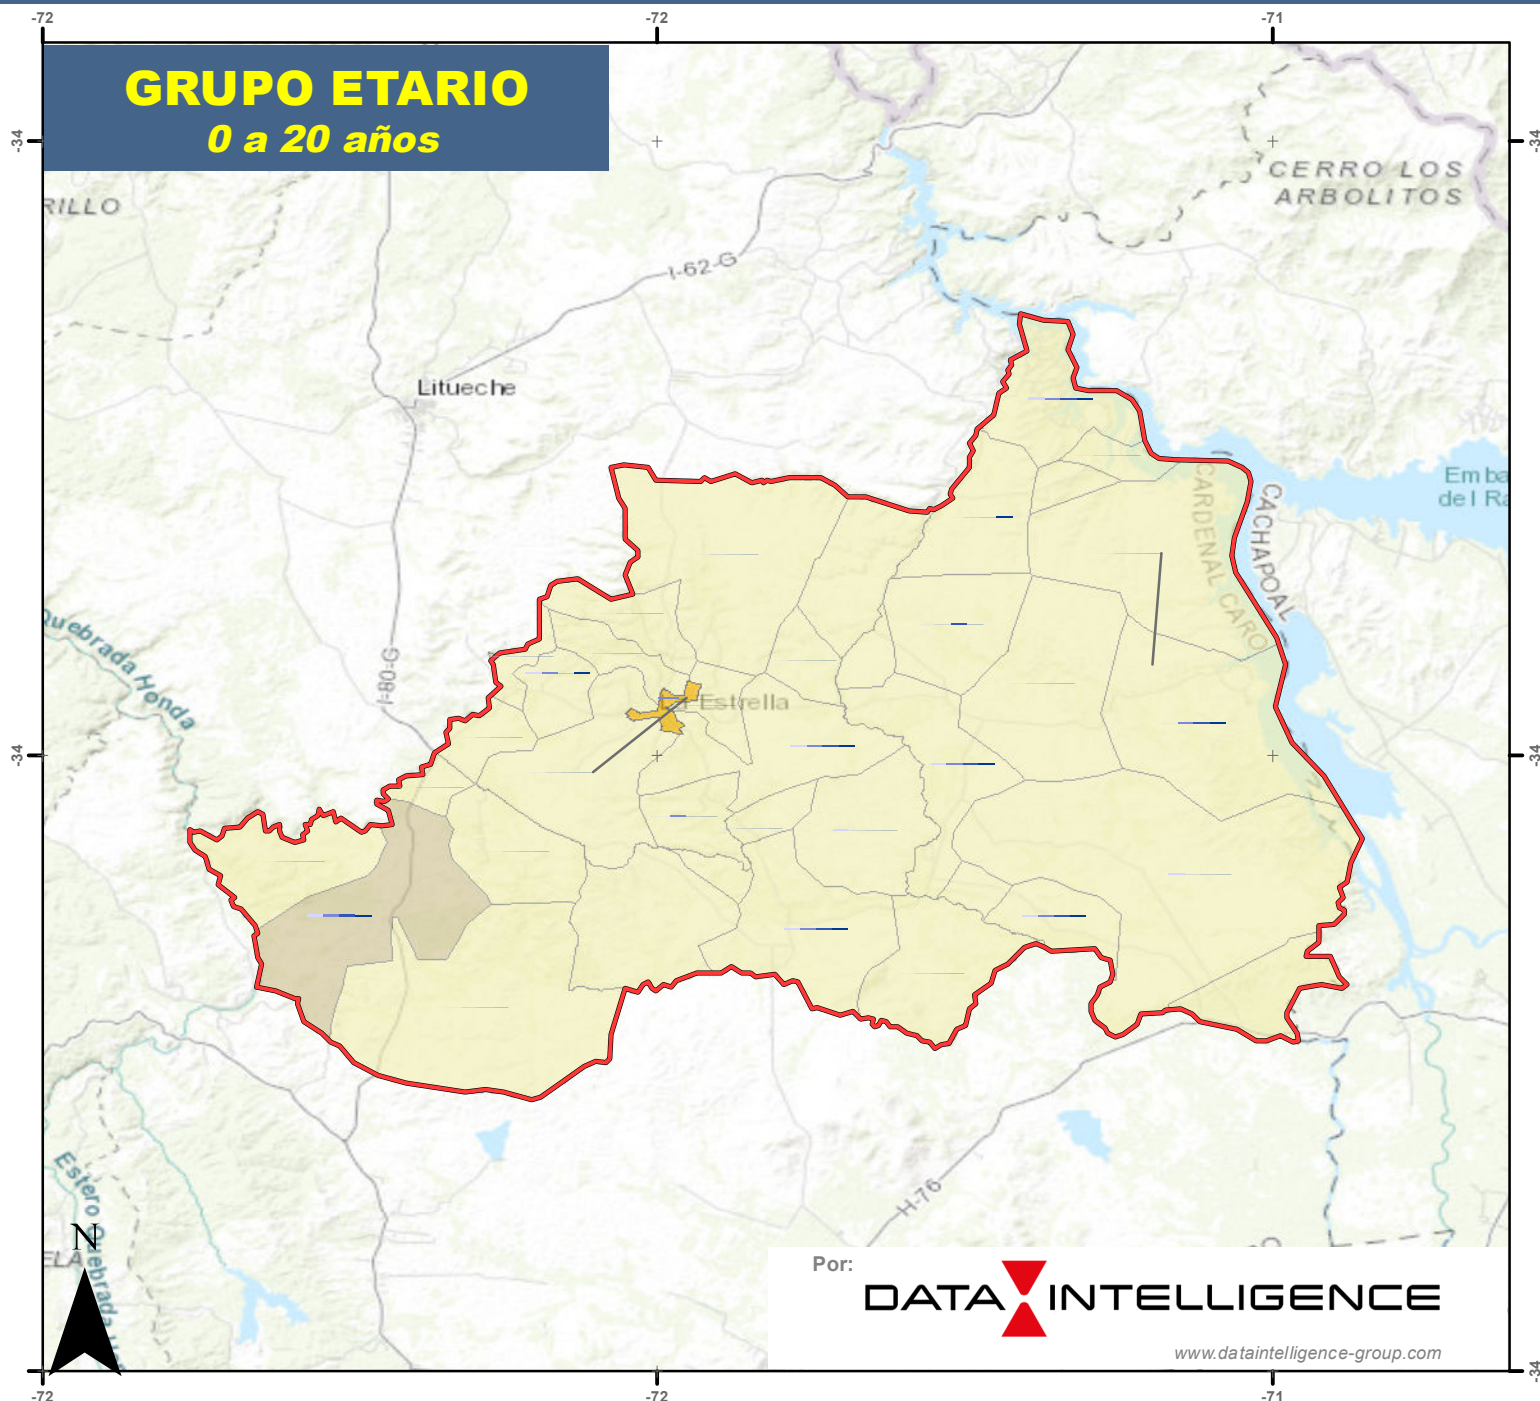 -72
-72
-71
GRUPO ETARIO
0 a 20 años
-34
-34
CERRO LOS
ARBOLITOS
RILLO
I-62-G
Litueche
Emba
del Ra
CARDENAL CARO
CACHAPOAL
Quebrada Honda
I-80-G
Estrella
-34
-34
H-76
Estero Quebrada
N
ELA
Por:
DATA INTELLIGENCE
www.dataintelligence-group.com
-34
-34
-72
-72
-71